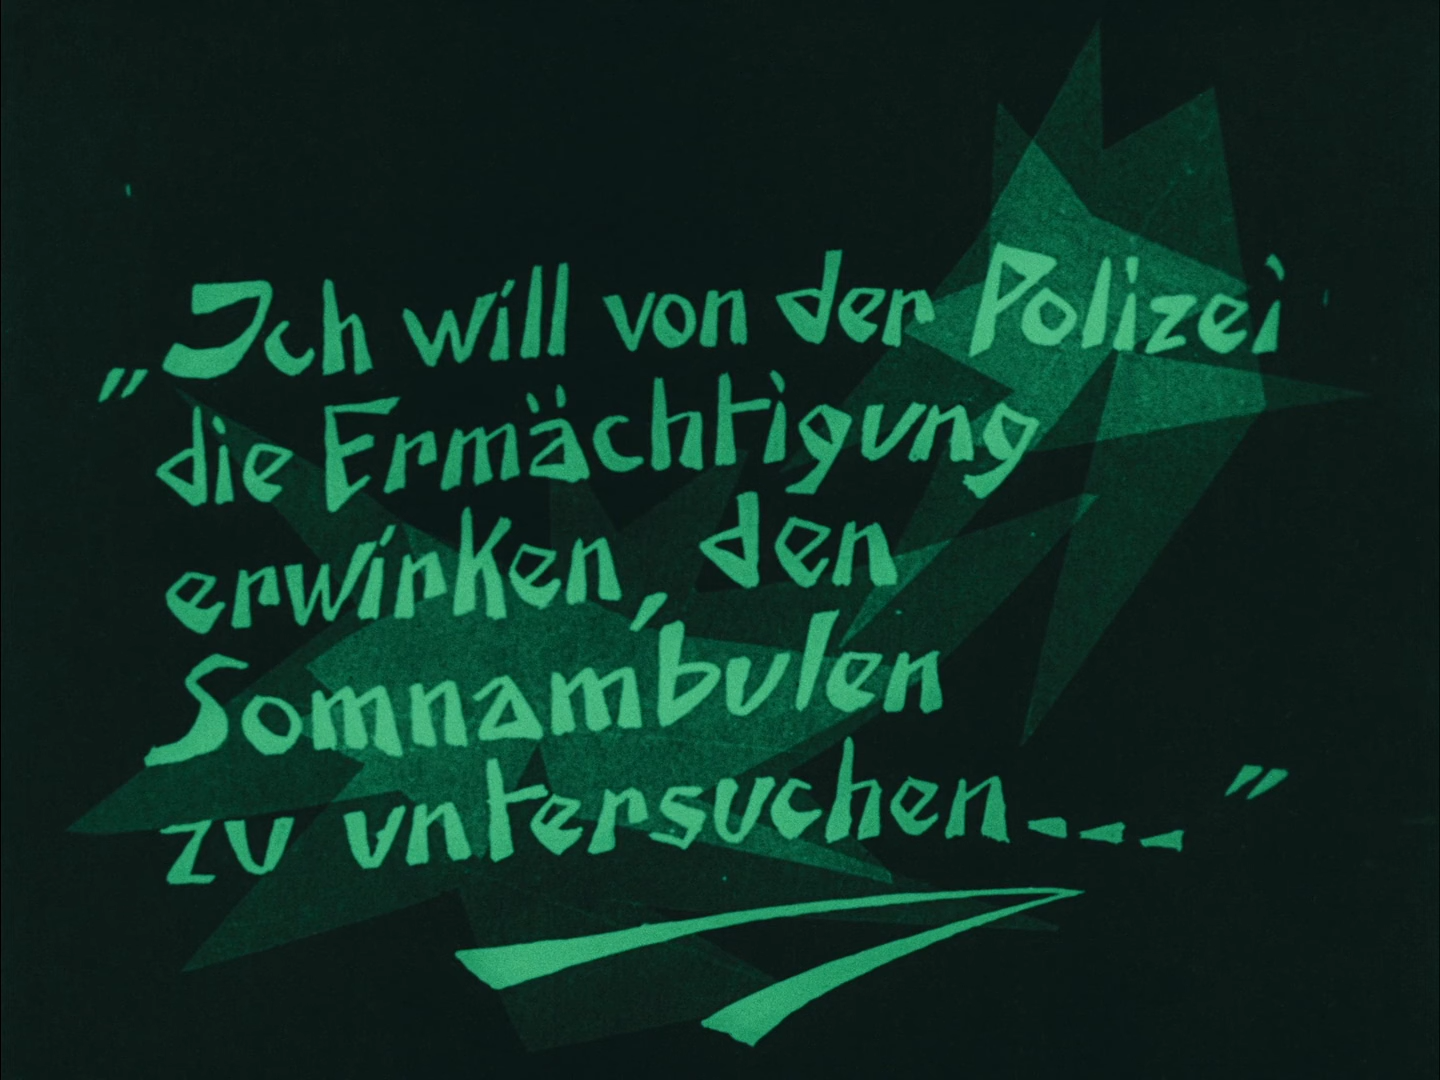 „Ich will von der Polizei
die Ermächtigung
erwirken, den
Somnambulen
zu untersuchen---"